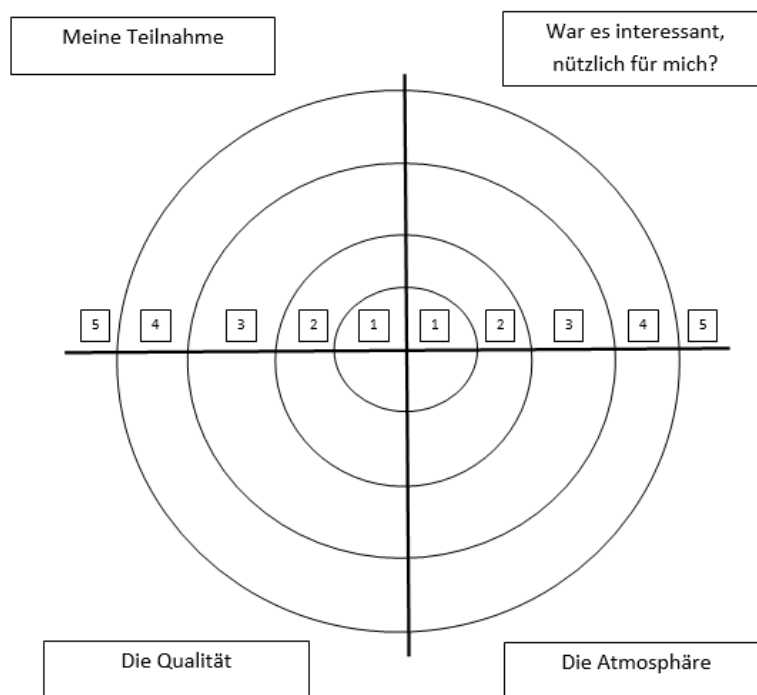 Meine Teilnahme
War es interessant,
nützlich für mich?
5 4 3 2 1 1 2 3 4 5
Die Qualität
Die Atmosphäre